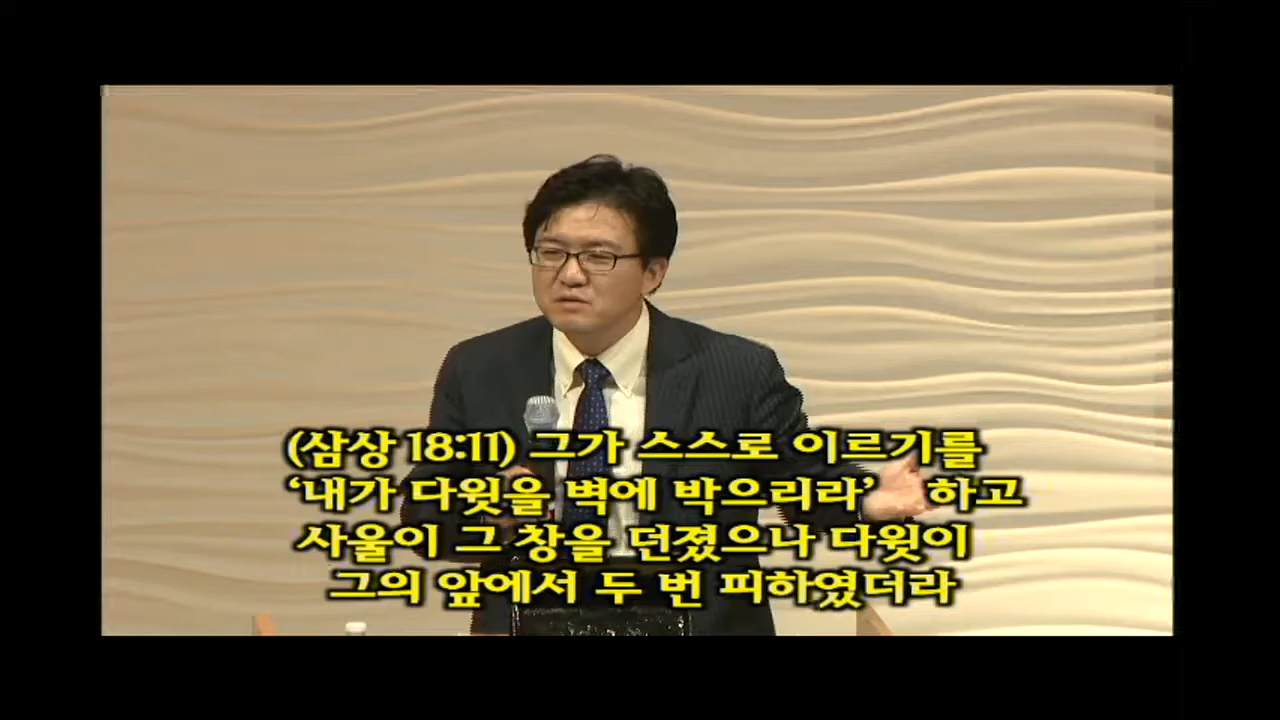 (삼상 18:11) 그가 스스로 이르기를
‘내가 다윗을 벽에 박으리라’ 하고
사울이 그 창을 던졌으나 다윗이
그의 앞에서 두 번 피하였더라